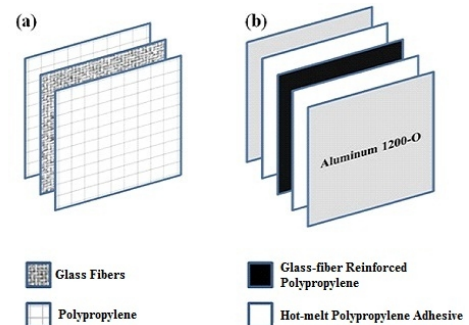 (a)
(b)
Aluminum 1200-O
Glass Fibers
Polypropylene
Glass-fiber Reinforced
Polypropylene
Hot-melt Polypropylene Adhesive